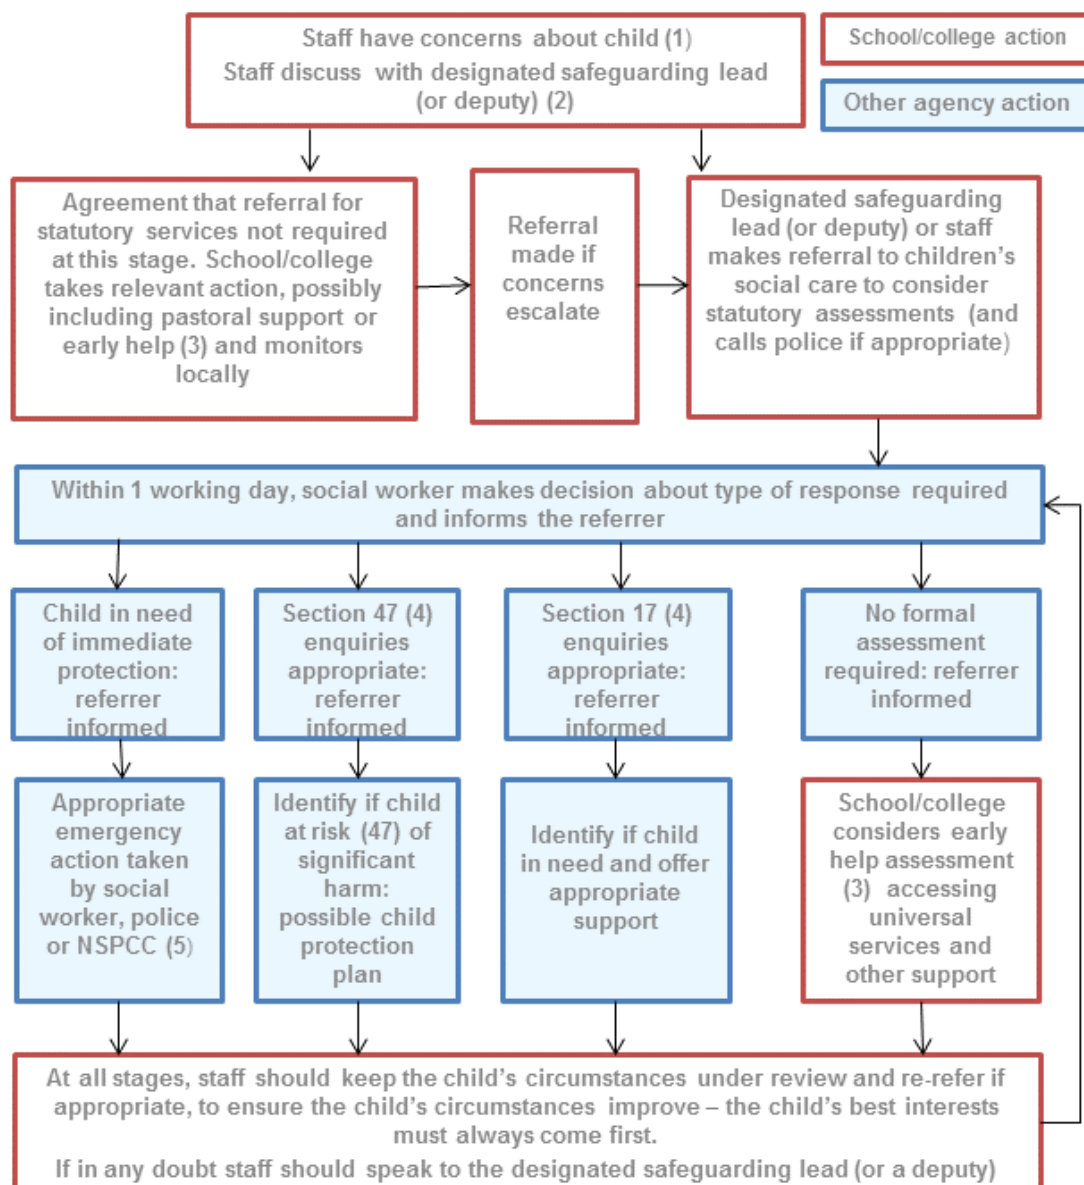 Staff have concerns about child (1)
Staff discuss with designated safeguarding lead
(or deputy) (2)
School/college action
Other agency action
Agreement that referral for
statutory services not required
at this stage. School/college
takes relevant action, possibly
including pastoral support or
early help (3) and monitors
locally
Referral
made if
concerns
escalate
Designated safeguarding
lead (or deputy) or staff
makes referral to children’s
social care to consider
statutory assessments (and
calls police if appropriate)
Within 1 working day, social worker makes decision about type of response required
and informs the referrer
Child in need
of immediate
protection:
referrer
informed
Section 47 (4)
enquiries
appropriate:
referrer
informed
Section 17 (4)
enquiries
appropriate:
referrer
informed
No formal
assessment
required: referrer
informed
Appropriate
emergency
action taken
by social
worker, police
or NSPCC (5)
Identify if child
at risk (47) of
significant
harm:
possible child
protection
plan
Identify if child
in need and offer
appropriate
support
School/college
considers early
help assessment
(3) accessing
universal
services and
other support
At all stages, staff should keep the child’s circumstances under review and re-refer if
appropriate, to ensure the child’s circumstances improve – the child’s best interests
must always come first.
If in any doubt staff should speak to the designated safeguarding lead (or a deputy)